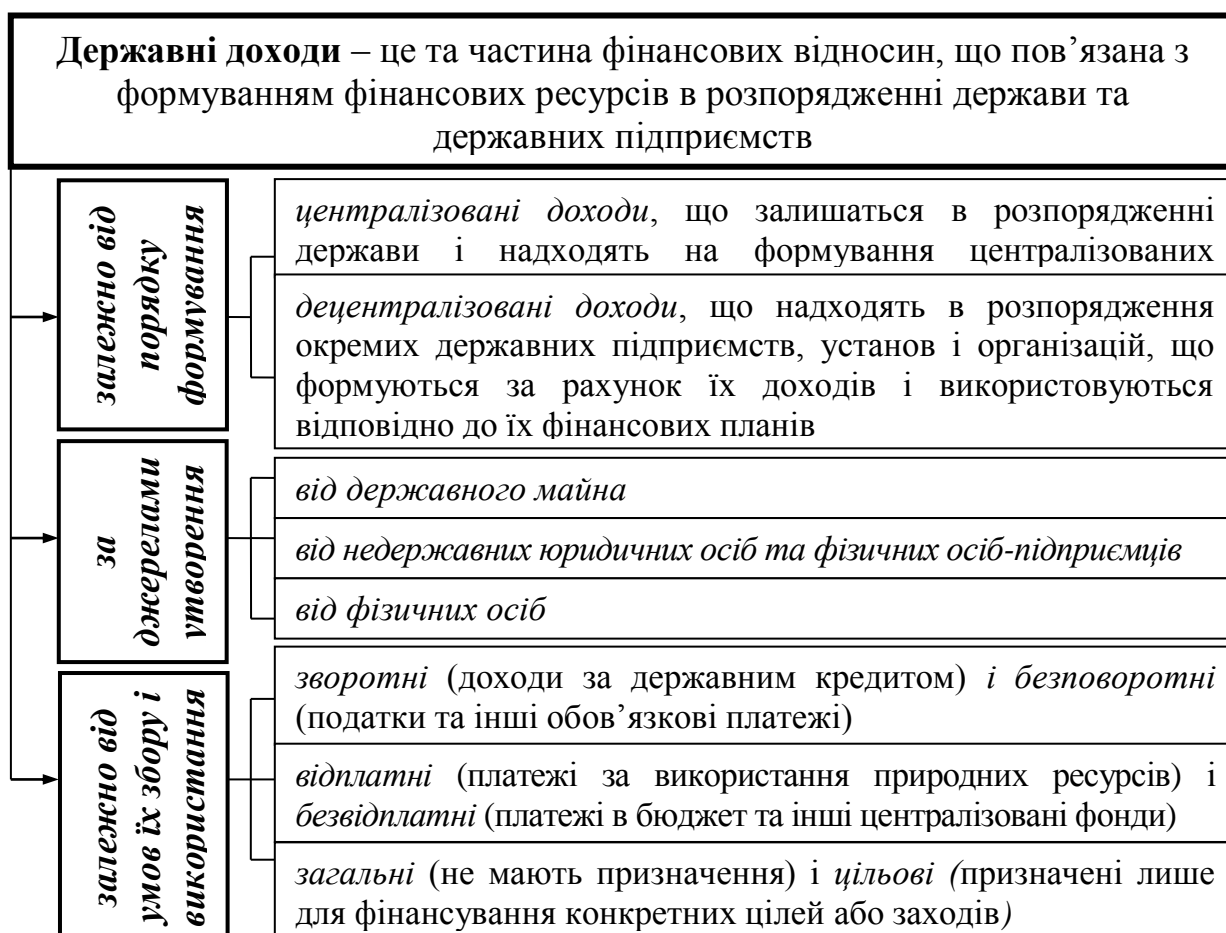 Державні доходи – це та частина фінансових відносин, що пов’язана з
формуванням фінансових ресурсів в розпорядженні держави та
державних підприємств
залежно від
порядку
формування
централізовані доходи, що залишаться в розпорядженні
держави і надходять на формування централізованих
децентралізовані доходи, що надходять в розпорядження
окремих державних підприємств, установ і організацій, що
формуються за рахунок їх доходів і використовуються
відповідно до їх фінансових планів
за
джерелами
утворення
від державного майна
від недержавних юридичних осіб та фізичних осіб-підприємців
від фізичних осіб
залежно від
умов їх збору і
використання
зворотні (доходи за державним кредитом) і безповоротні
(податки та інші обов’язкові платежі)
відплатні (платежі за використання природних ресурсів) і
безвідплатні (платежі в бюджет та інші централізовані фонди)
загальні (не мають призначення) і цільові (призначені лише
для фінансування конкретних цілей або заходів)